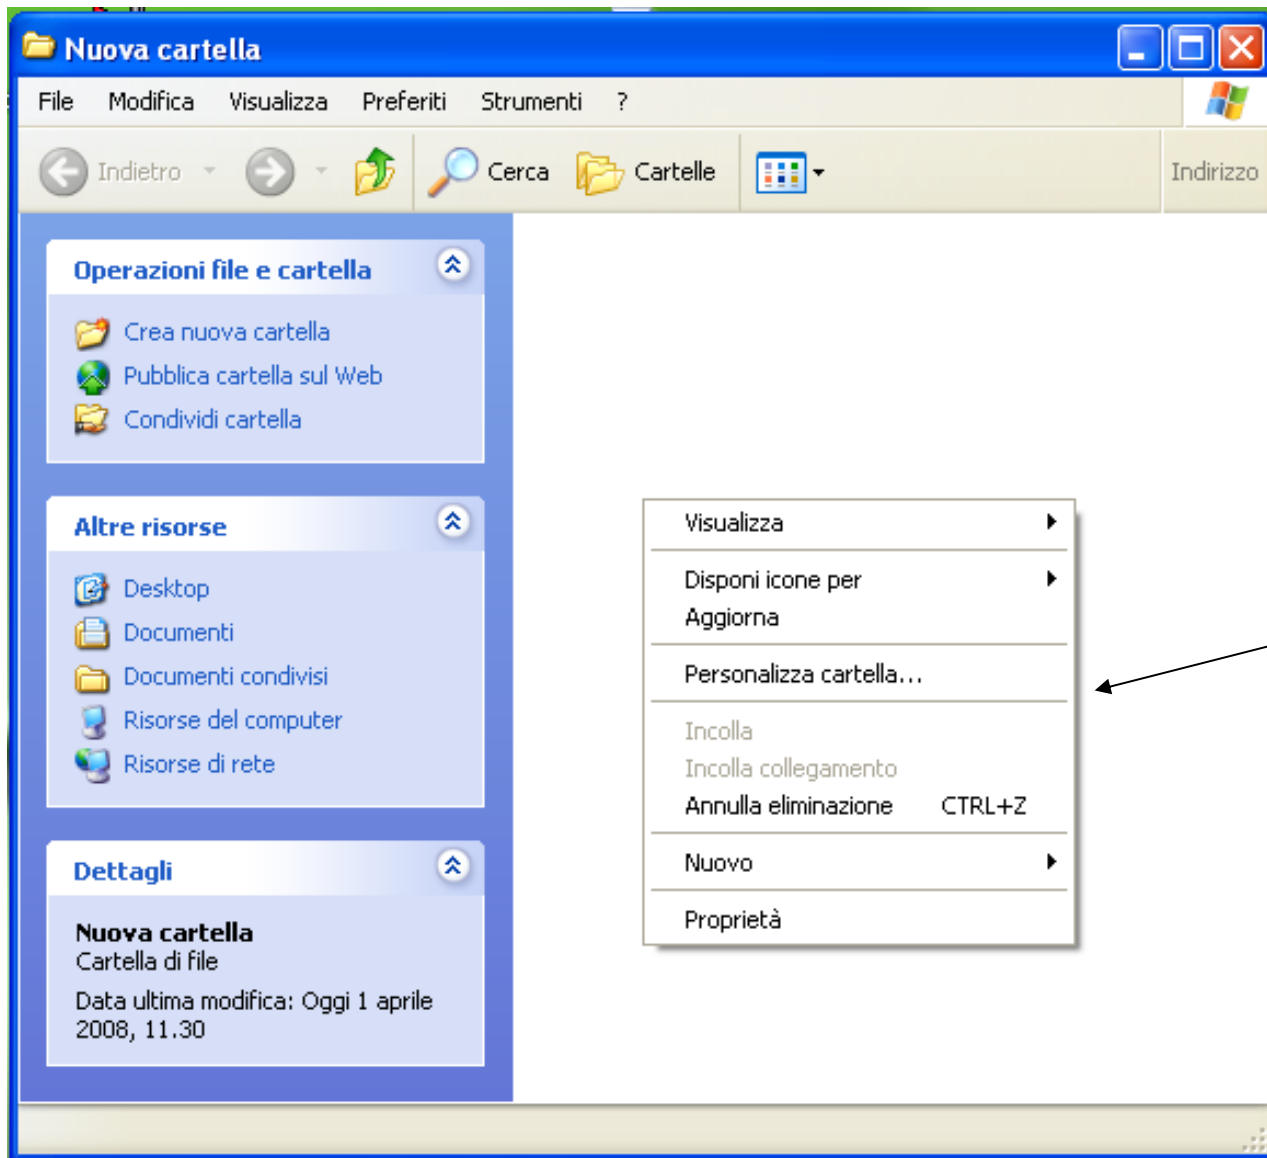 Nuova cartella
File Modifica Visualizza Preferiti Strumenti ?
Indietro Cerca Cartelle Indirizzo
Operazioni file e cartella
Crea nuova cartella
Pubblica cartella sul Web
Condividi cartella
Altre risorse
Desktop
Documenti
Documenti condivisi
Risorse del computer
Risorse di rete
Dettagli
Nuova cartella
Cartella di file
Data ultima modifica: Oggi 1 aprile
2008, 11.30
Visualizza
Disponi icone per
Aggiorna
Personalizza cartella...
Incolla
Incolla collegamento
Annulla eliminazione CTRL+Z
Nuovo
Proprietà